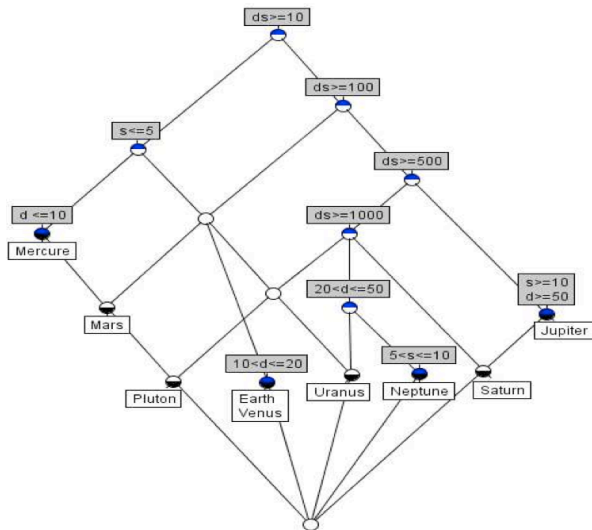 ds>=10
ds>=100
s<=5
ds>=500
d <=10
ds>=1000
Mercure
20<d<=50
s>=10
d>=50
Mars
Jupiter
10<d<=20
5<s<=10
Pluton
Earth
Venus
Uranus
Neptune
Saturn